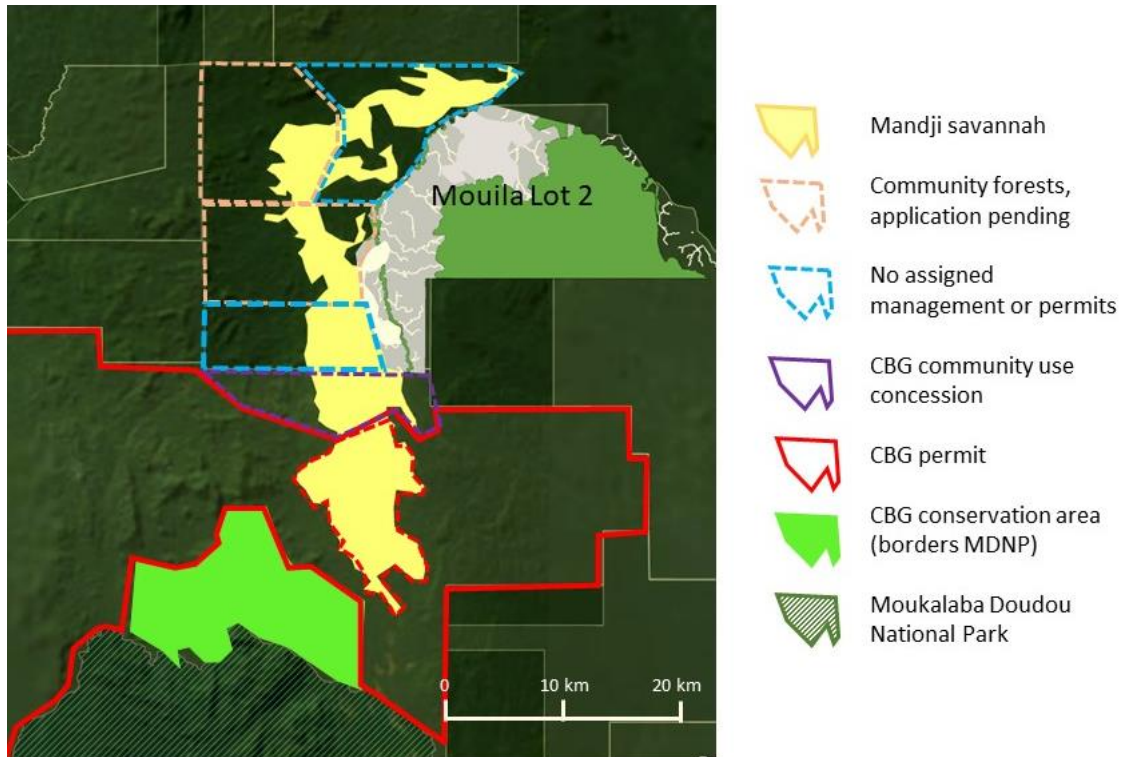 Mouila Lot 2
0 10 km 20 km
Mandji savannah
Community forests,
application pending
No assigned
management or permits
CBG community use
concession
CBG permit
CBG conservation area
(borders MDNP)
Moukalaba Doudou
National Park